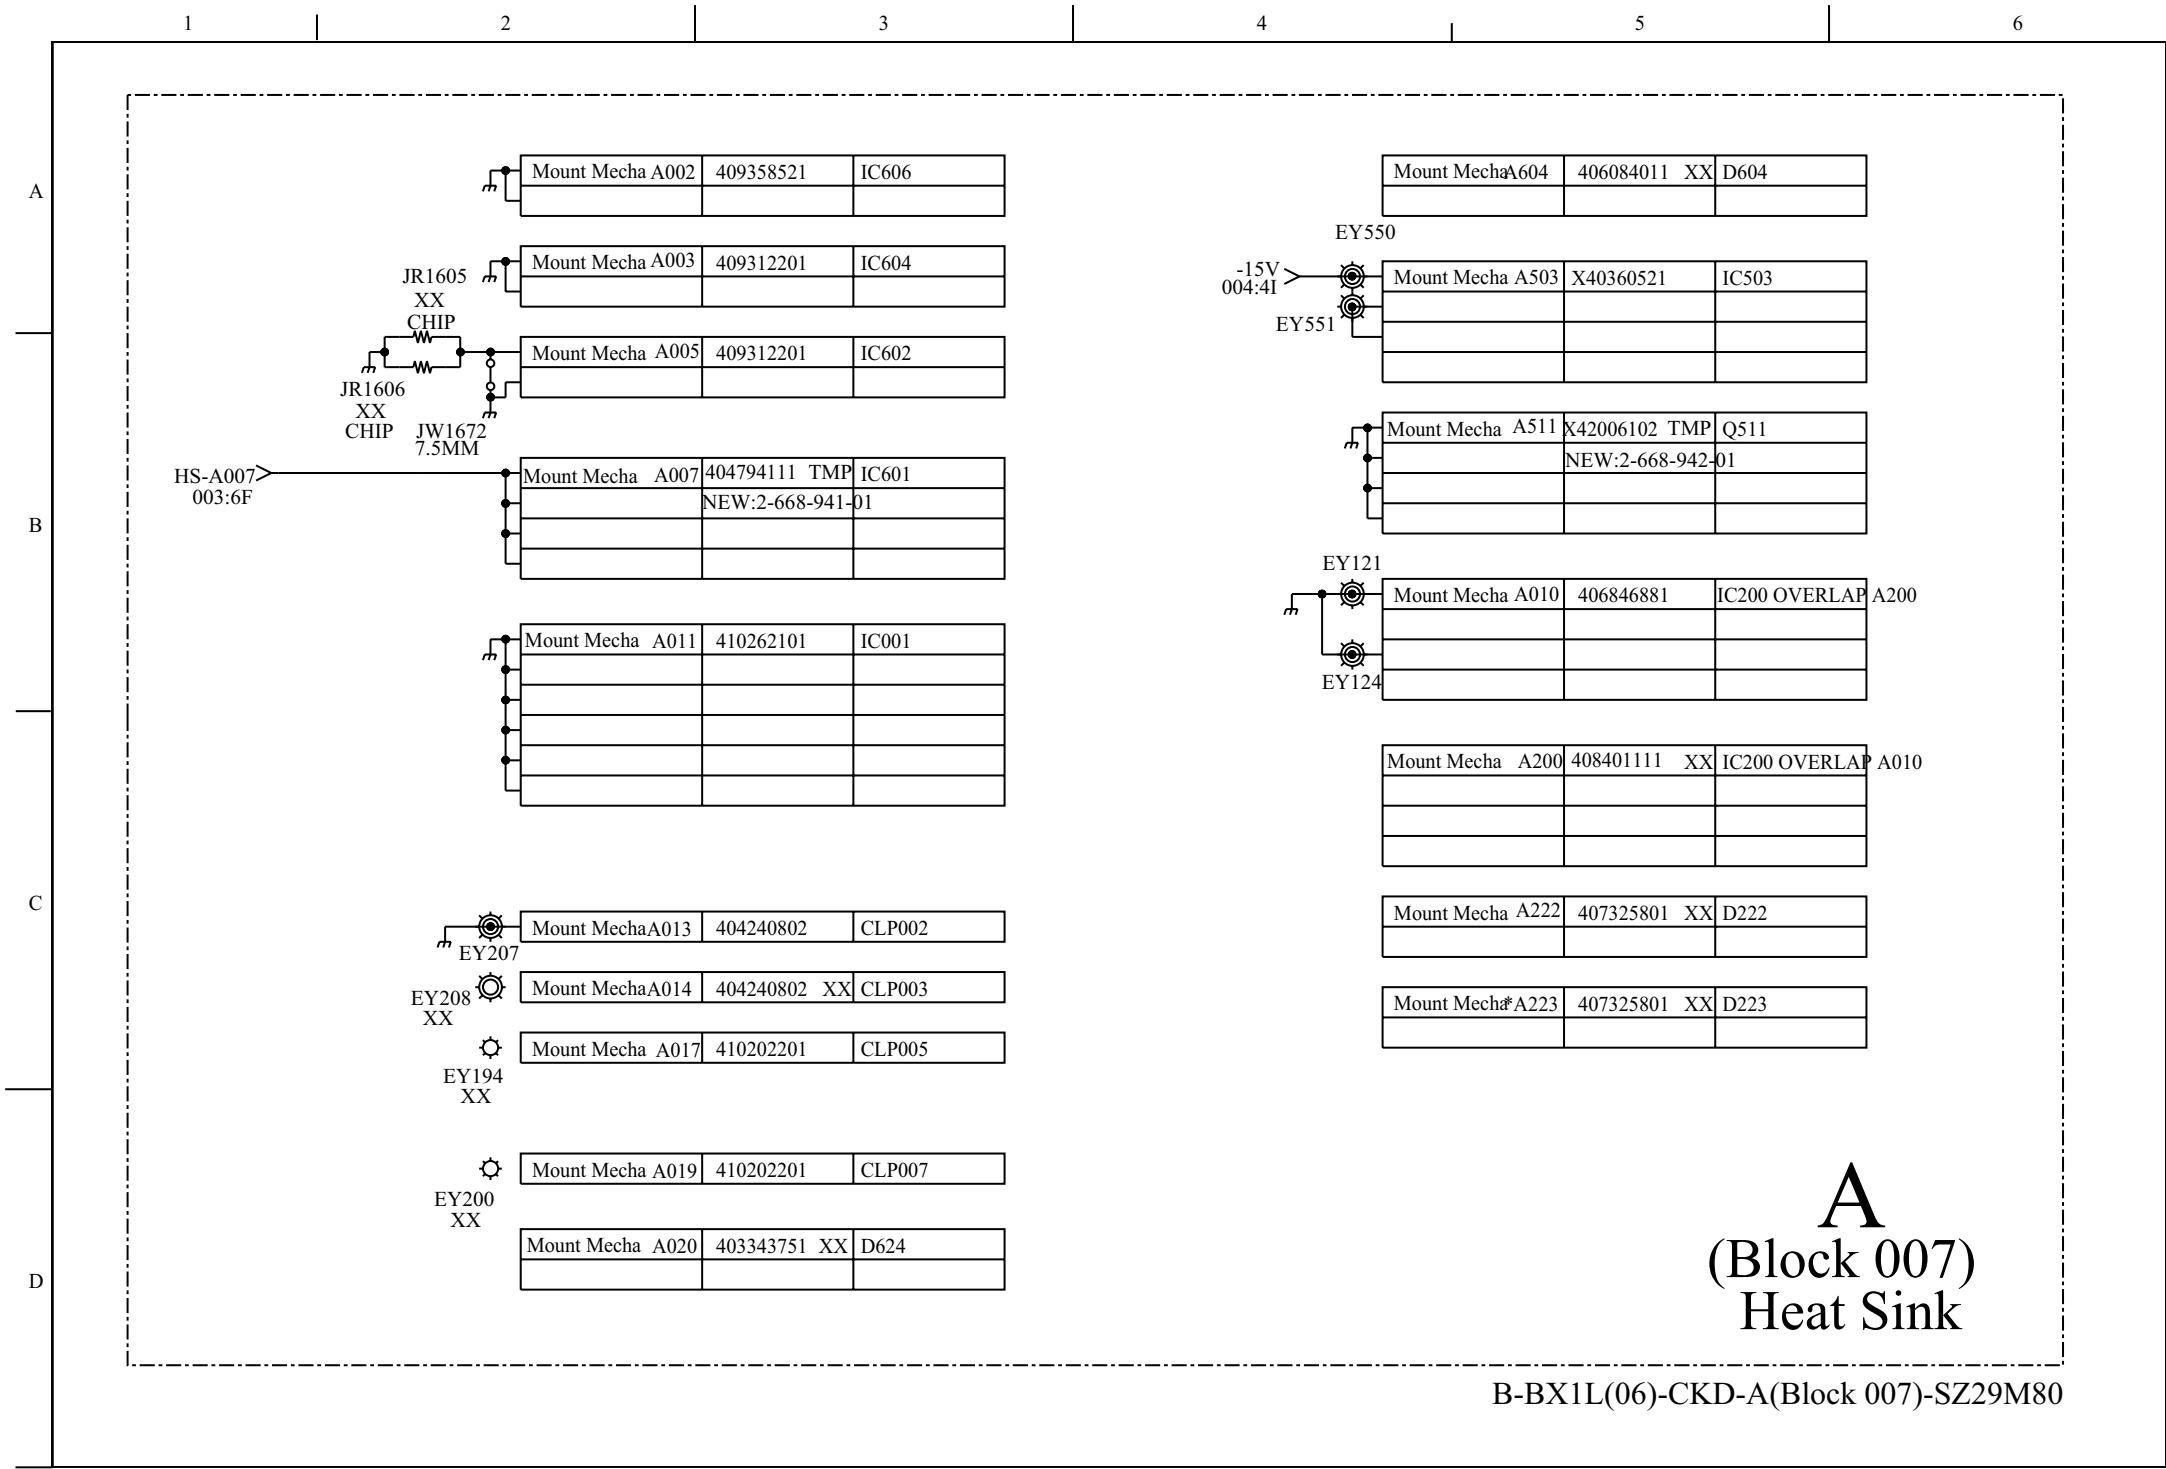 1 2 3 4 5 6
A
B
C
D
Mount Mecha A002 409358521 IC606
Mount Mecha A003 409312201 IC604
JR1605
XX
CHIP
Mount Mecha A005 409312201 IC602
JR1606
XX
CHIP
JW1672
7.5MM
HS-A007
003:6F
Mount Mecha A007 404794111 TMP IC601
NEW:2-668-941-01
Mount Mecha A011 410262101 IC001
Mount Mecha A013 404240802 CLP002
EY207
Mount Mecha A014 404240802 XX CLP003
EY208
XX
Mount Mecha A017 410202201 CLP005
EY194
XX
Mount Mecha A019 410202201 CLP007
EY200
XX
Mount Mecha A020 403343751 XX D624
Mount Mecha A604 406084011 XX D604
EY550
-15V
004:4I
Mount Mecha A503 X40360521 IC503
EY551
Mount Mecha A511 X42006102 TMP Q511
NEW:2-668-942-01
EY121
Mount Mecha A010 406846881 IC200 OVERLAP A200
EY124
Mount Mecha A200 408401111 XX IC200 OVERLAP A010
Mount Mecha A222 407325801 XX D222
Mount Mecha *A223 407325801 XX D223
A
(Block 007)
Heat Sink
B-BX1L(06)-CKD-A(Block 007)-SZ29M80